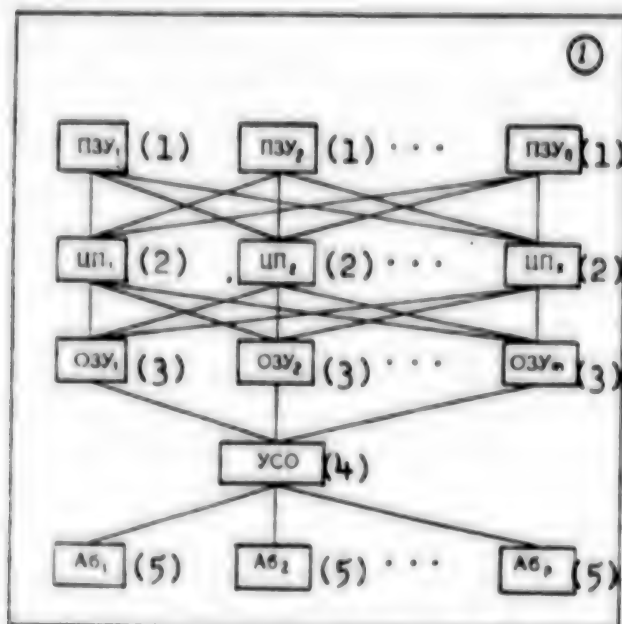 ①
ПЗУ₁ (1) ПЗУ₂ (1) · · · ПЗУₙ (1)
ЦП₁ (2) ЦП₂ (2) · · · ЦПₙ (2)
ОЗУ₁ (3) ОЗУ₂ (3) · · · ОЗУₘ (3)
УСО (4)
Аб₁ (5) Аб₂ (5) · · · Абₚ (5)